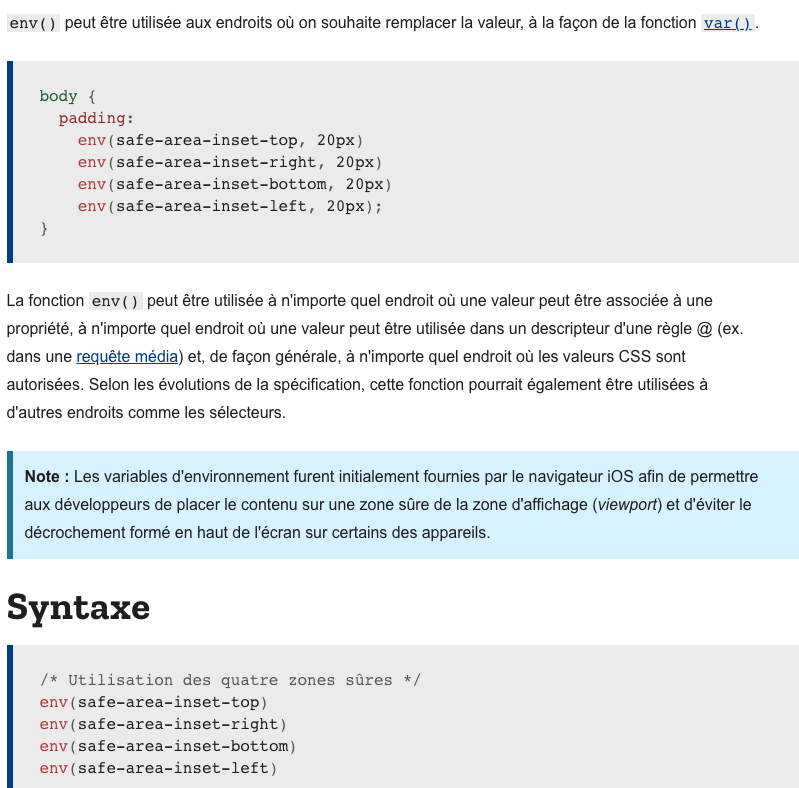 env() peut être utilisée aux endroits où on souhaite remplacer la valeur, à la façon de la fonction var().
body {
  padding:
    env(safe-area-inset-top, 20px)
    env(safe-area-inset-right, 20px)
    env(safe-area-inset-bottom, 20px)
    env(safe-area-inset-left, 20px);
}
La fonction env() peut être utilisée à n'importe quel endroit où une valeur peut être associée à une
propriété, à n'importe quel endroit où une valeur peut être utilisée dans un descripteur d'une règle @ (ex.
dans une requête média) et, de façon générale, à n'importe quel endroit où les valeurs CSS sont
autorisées. Selon les évolutions de la spécification, cette fonction pourrait également être utilisées à
d'autres endroits comme les sélecteurs.
Note : Les variables d'environnement furent initialement fournies par le navigateur iOS afin de permettre
aux développeurs de placer le contenu sur une zone sûre de la zone d'affichage (viewport) et d'éviter le
décrochement formé en haut de l'écran sur certains des appareils.
Syntaxe
/* Utilisation des quatre zones sûres */
env(safe-area-inset-top)
env(safe-area-inset-right)
env(safe-area-inset-bottom)
env(safe-area-inset-left)